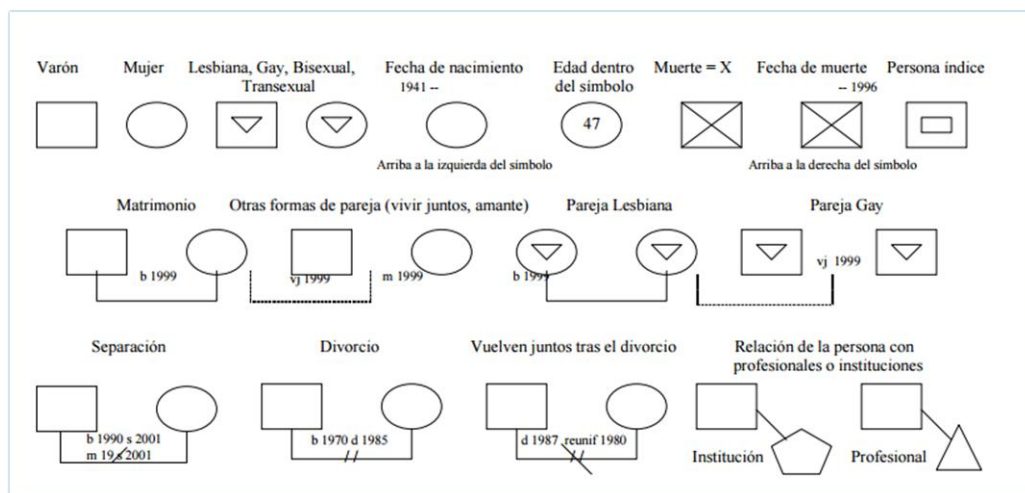 Varón
Mujer
Lesbiana, Gay, Bisexual,
Transexual
Fecha de nacimiento
1941 --
Edad dentro
del símbolo
Muerte = X
Fecha de muerte
-- 1996
Persona índice
47
Arriba a la izquierda del símbolo
Arriba a la derecha del símbolo
Matrimonio
Otras formas de pareja (vivir juntos, amante)
Pareja Lesbiana
Pareja Gay
b 1999
vj 1999
m 1999
b 1999
vj 1999
Separación
Divorcio
Vuelven juntos tras el divorcio
Relación de la persona con
profesionales o instituciones
b 1990 s 2001
m 19 s 2001
b 1970 d 1985
d 1987 reunif 1980
Institución
Profesional